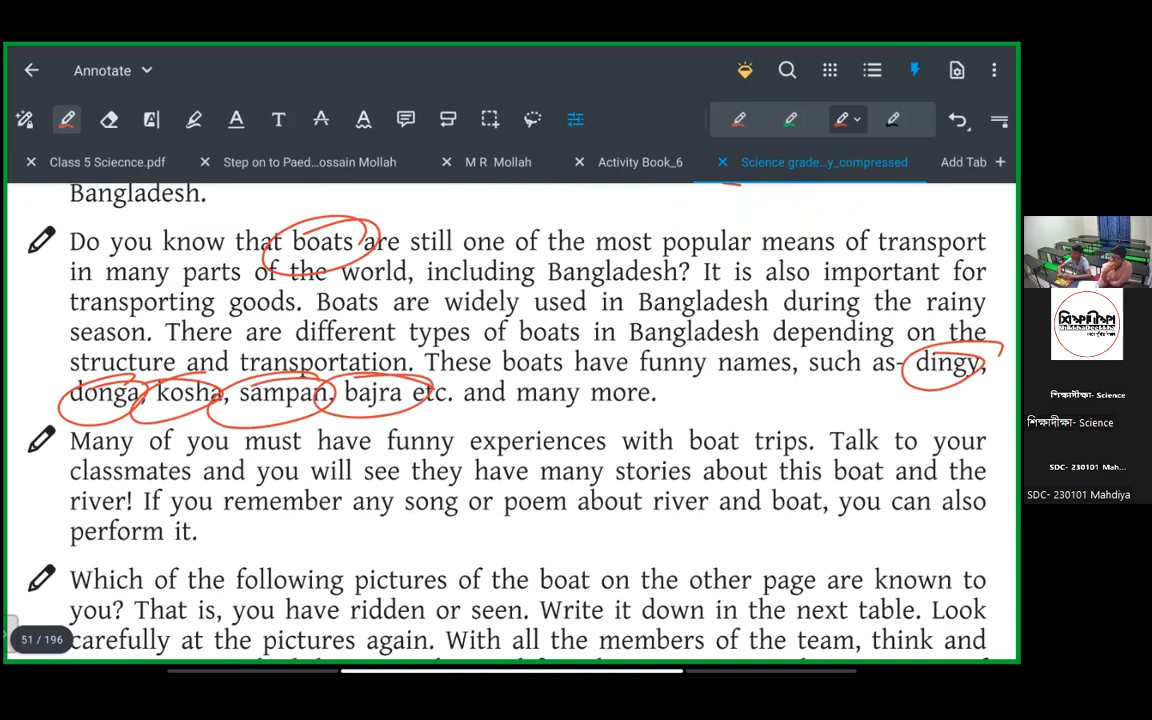 Annotate
Class 5 Sciecnce.pdf
Step on to Paed...ossain Mollah
M R Mollah
Activity Book_6
Science grade...y_compressed
Add Tab
Bangladesh.
Do you know that boats are still one of the most popular means of transport
in many parts of the world, including Bangladesh? It is also important for
transporting goods. Boats are widely used in Bangladesh during the rainy
season. There are different types of boats in Bangladesh depending on the
structure and transportation. These boats have funny names, such as- dingy,
donga, kosha, sampan, bajra etc. and many more.
Many of you must have funny experiences with boat trips. Talk to your
classmates and you will see they have many stories about this boat and the
river! If you remember any song or poem about river and boat, you can also
perform it.
Which of the following pictures of the boat on the other page are known to
you? That is, you have ridden or seen. Write it down in the next table. Look
carefully at the pictures again. With all the members of the team, think and
51 / 196
শিক্ষাদীক্ষা
শিক্ষাদীক্ষা- Science
শিক্ষাদীক্ষা- Science
SDC- 230101 Mah...
SDC- 230101 Mahdiya